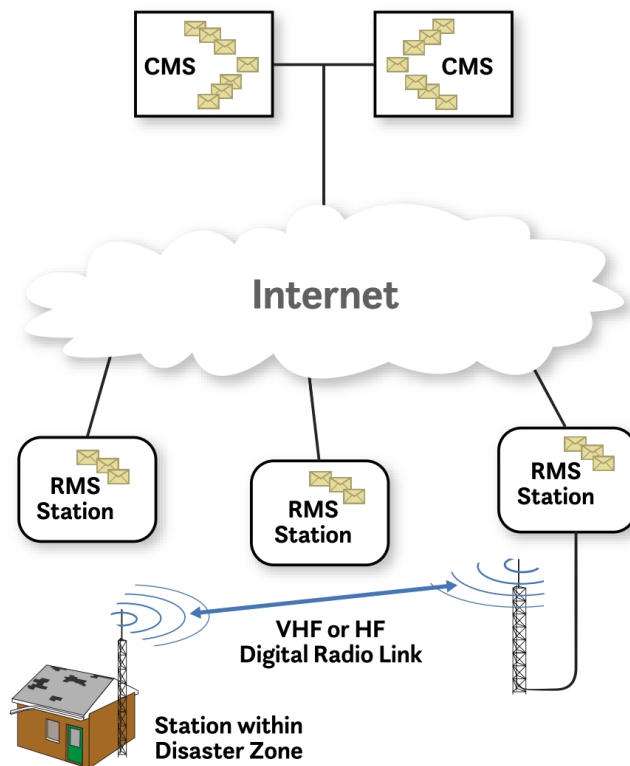 CMS
CMS
Internet
RMS
Station
RMS
Station
RMS
Station
VHF or HF
Digital Radio Link
Station within
Disaster Zone